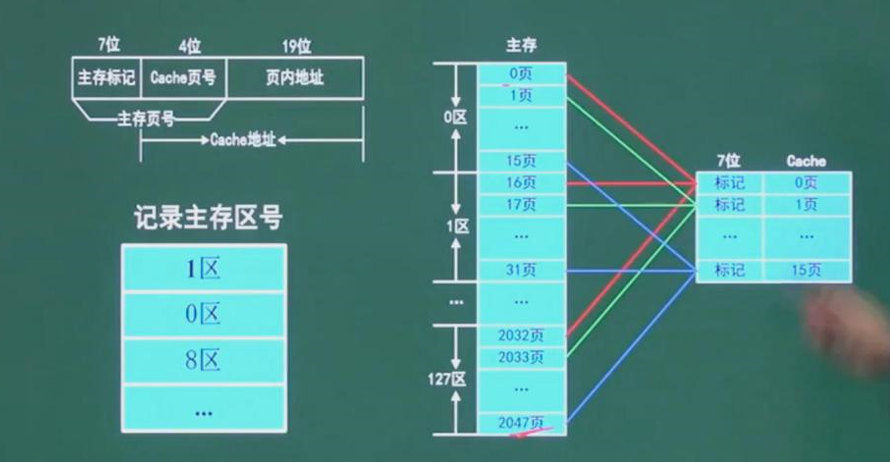 7位 4位 19位
主存标记 Cache页号 页内地址
主存页号
Cache地址
记录主存区号
1区
0区
8区
...
主存
0页
1页
...
15页
16页
17页
...
31页
...
2032页
2033页
...
2047页
0区
1区
...
127区
7位 Cache
标记 0页
标记 1页
... ...
标记 15页